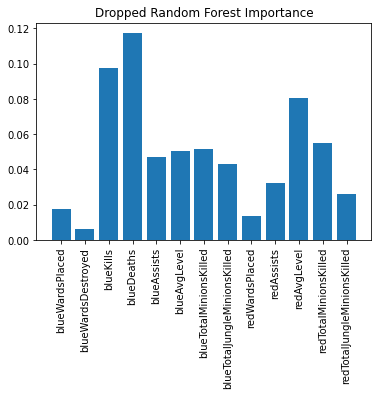 Dropped Random Forest Importance
0.12
0.10
0.08
0.06
0.04
0.02
0.00
blueWardsPlaced
blueWardsDestroyed
blueKills
blueDeaths
blueAssists
blueAvgLevel
blueTotalMinionsKilled
blueTotalJungleMinionsKilled
redWardsPlaced
redAssists
redAvgLevel
redTotalMinionsKilled
redTotalJungleMinionsKilled